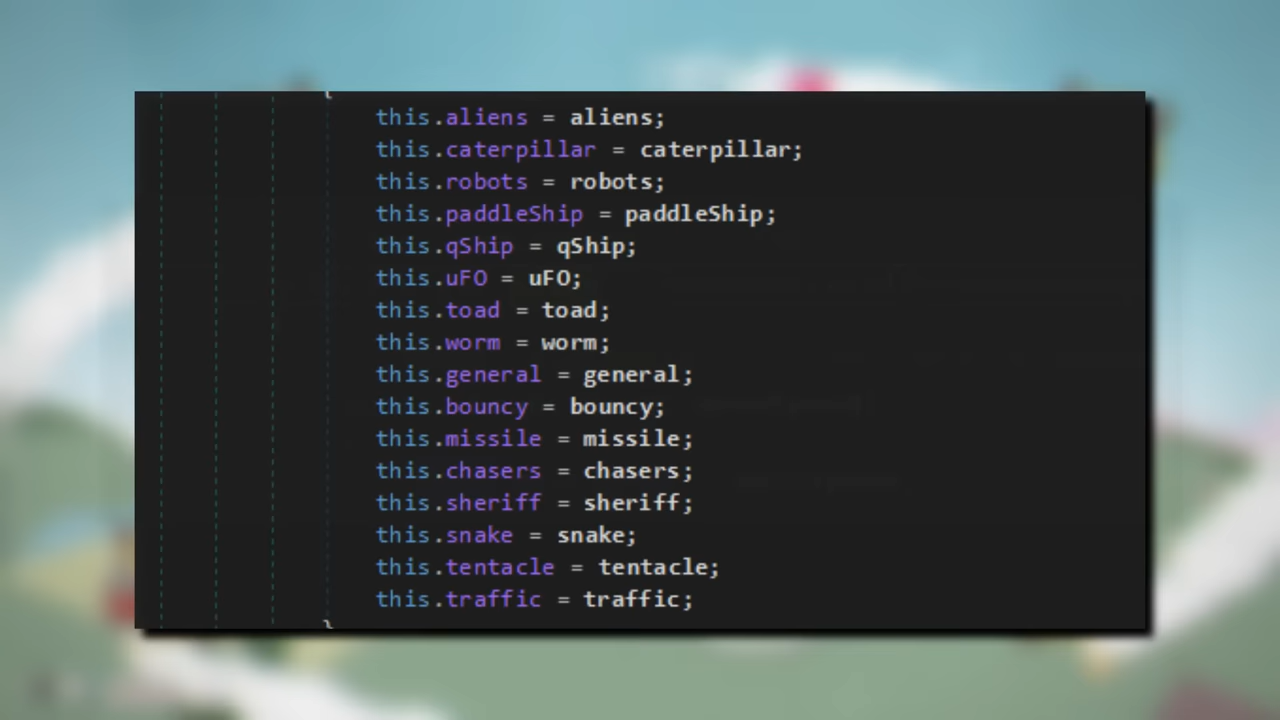 {
this.aliens = aliens;
this.caterpillar = caterpillar;
this.robots = robots;
this.paddleShip = paddleShip;
this.qShip = qShip;
this.uFO = uFO;
this.toad = toad;
this.worm = worm;
this.general = general;
this.bouncy = bouncy;
this.missile = missile;
this.chasers = chasers;
this.sheriff = sheriff;
this.snake = snake;
this.tentacle = tentacle;
this.traffic = traffic;
}